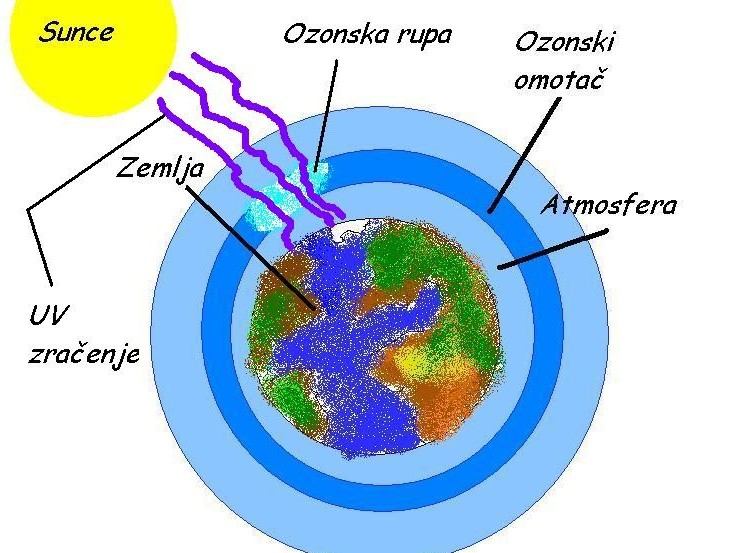 Sunce
Ozonska rupa
Ozonski
omotač
Zemlja
Atmosfera
UV
zračenje